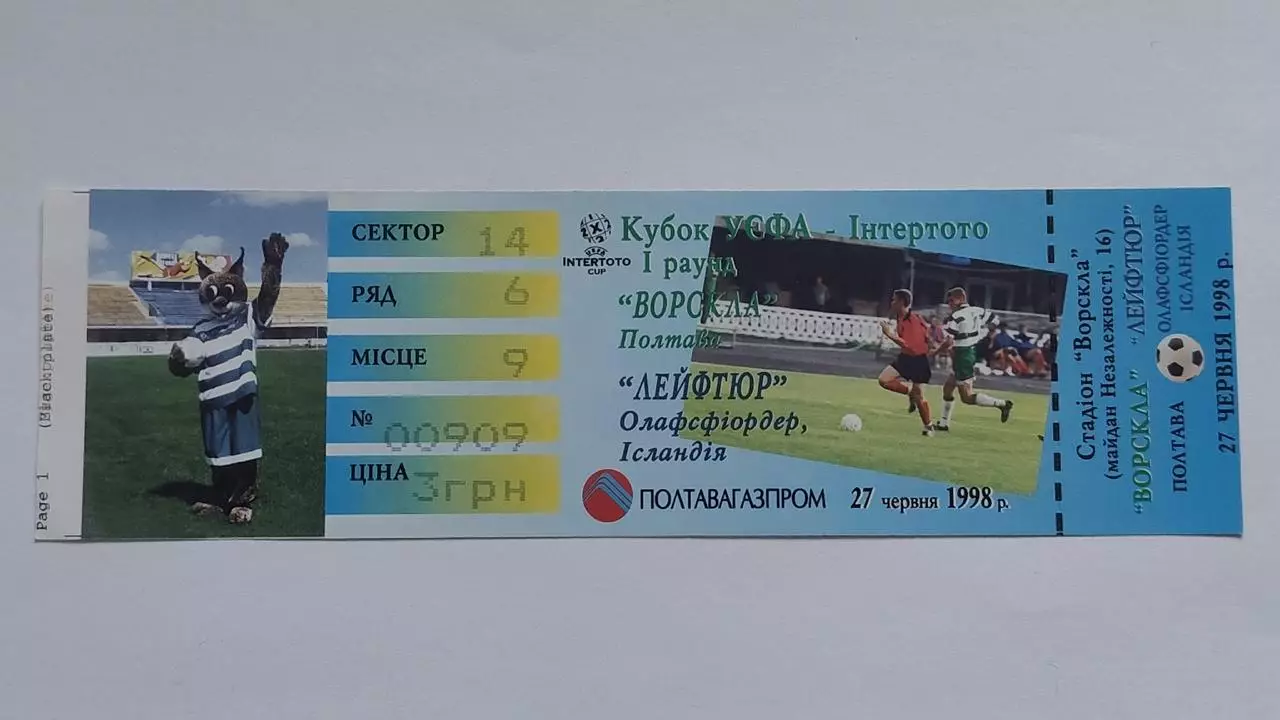 Page 1
(Blackplate)
СЕКТОР 14
РЯД 6
МІСЦЕ 9
№ 00909
ЦІНА 3грн
UEFA
INTERTOTO
CUP
Кубок УЄФА - Інтертото
І раунд
"ВОРСКЛА"
Полтава
"ЛЕЙФТЮР"
Олафсфіордер,
Ісландія
ПОЛТАВАГАЗПРОМ 27 червня 1998 р.
Стадіон "Ворскла"
(майдан Незалежності, 16)
"ВОРСКЛА" "ЛЕЙФТЮР"
ПОЛТАВА ОЛАФСФІОРДЕР
ІСЛАНДІЯ
27 ЧЕРВНЯ 1998 р.